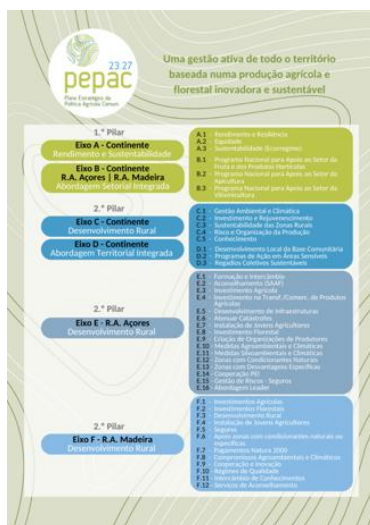 23.27
pepac
Plano Estratégico da
Política Agrícola Comum
Uma gestão ativa de todo o território
baseada numa produção agrícola e
florestal inovadora e sustentável
1.º Pilar
Eixo A - Continente
Rendimento e Sustentabilidade
Eixo B - Continente
R.A. Açores | R.A. Madeira
Abordagem Setorial Integrada
A.1 Rendimento e Resiliência
A.2 Equidade
A.3 Sustentabilidade (Ecorregime)
B.1 Programa Nacional para Apoio ao Setor da
Fruta e dos Produtos Hortícolas
B.2 Programa Nacional para Apoio ao Setor da
Apicultura
B.3 Programa Nacional para Apoio ao Setor da
Vitivinicultura
2.º Pilar
Eixo C - Continente
Desenvolvimento Rural
Eixo D - Continente
Abordagem Territorial Integrada
C.1 Gestão Ambiental e Climática
C.2 Investimento e Rejuvenescimento
C.3 Sustentabilidade das Zonas Rurais
C.4 Risco e Organização da Produção
C.5 Conhecimento
D.1 Desenvolvimento Local de Base Comunitária
D.2 Programas de Ação em Áreas Sensíveis
D.3 Regadios Coletivos Sustentáveis
2.º Pilar
Eixo E - R.A. Açores
Desenvolvimento Rural
E.1 Formação e Intercâmbio
E.2 Aconselhamento (SAAF)
E.3 Investimento Agrícola
E.4 Investimento na Transf./Comerc. de Produtos
Agrícolas
E.5 Desenvolvimento de Infraestruturas
E.6 Atenuar Catástrofes
E.7 Instalação de Jovens Agricultores
E.8 Investimento Florestal
E.9 Criação de Organizações de Produtores
E.10 - Medidas Agroambientais e Climáticas
E.11 - Medidas Silvoambientais e Climáticas
E.12 - Zonas com Condicionantes Naturais
E.13 - Zonas com Desvantagens Específicas
E.14 - Cooperação PEI
E.15 - Gestão de Riscos - Seguros
E.16 - Abordagem Leader
2.º Pilar
Eixo F - R.A. Madeira
Desenvolvimento Rural
F.1 Investimentos Agrícolas
F.2 Investimentos Florestais
F.3 Desenvolvimento Rural
F.4 Instalação de Jovens Agricultores
F.5 Seguros
F.6 Apoio zonas com condicionantes naturais ou
específicas
F.7 Pagamentos Natura 2000
F.8 Compromissos Agroambientais e Climáticos
F.9 Cooperação e Inovação
F.10 - Regimes de Qualidade
F.11 - Intercâmbio de Conhecimentos
F.12 - Serviços de Aconselhamento